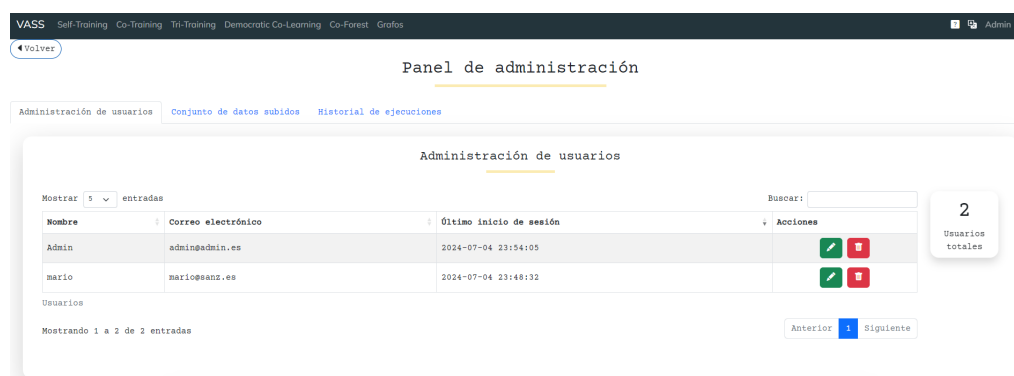 VASS Self-Training Co-Training Tri-Training Democratic Co-Learning Co-Forest Grafos ? Admin
Volver
Panel de administración
Administración de usuarios Conjunto de datos subidos Historial de ejecuciones
Administración de usuarios
Mostrar 5 entradas Buscar:
Nombre Correo electrónico Último inicio de sesión Acciones
Admin admin@admin.es 2024-07-04 23:54:05
mario mario@sanz.es 2024-07-04 23:48:32
Usuarios
Mostrando 1 a 2 de 2 entradas
Anterior 1 Siguiente
2
Usuarios
totales